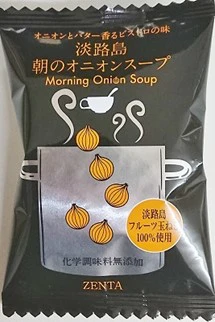 オニオンとバター香るビストロの味
淡路島
朝のオニオンスープ
Morning Onion Soup
淡路島
フルーツ玉ねぎ
100%使用
化学調味料無添加
ZENTA